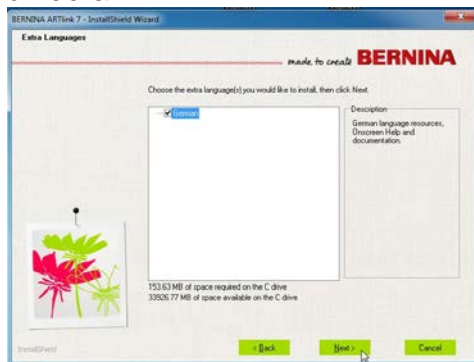 BERNINA ARTlink 7 - InstallShield Wizard
Extra Languages
made to create BERNINA
Choose the extra language(s) you would like to install, then click Next.
German
Description
German language resources,
Onscreen Help and
documentation.
153.63 MB of space required on the C drive
33926.77 MB of space available on the C drive
InstallShield
< Back
Next >
Cancel